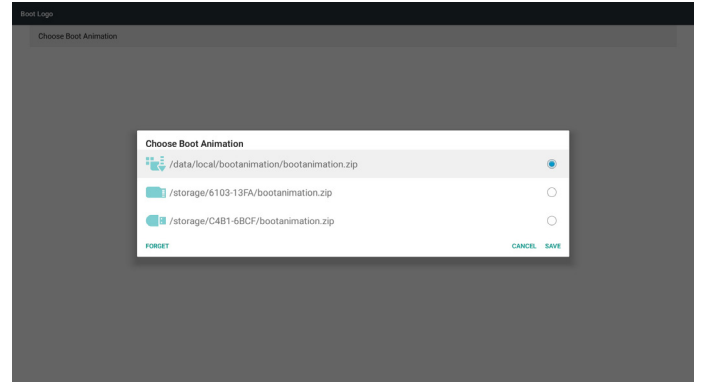 Boot Logo
Choose Boot Animation
Choose Boot Animation
/data/local/bootanimation/bootanimation.zip
/storage/6103-13FA/bootanimation.zip
/storage/C4B1-6BCF/bootanimation.zip
FORGET CANCEL SAVE